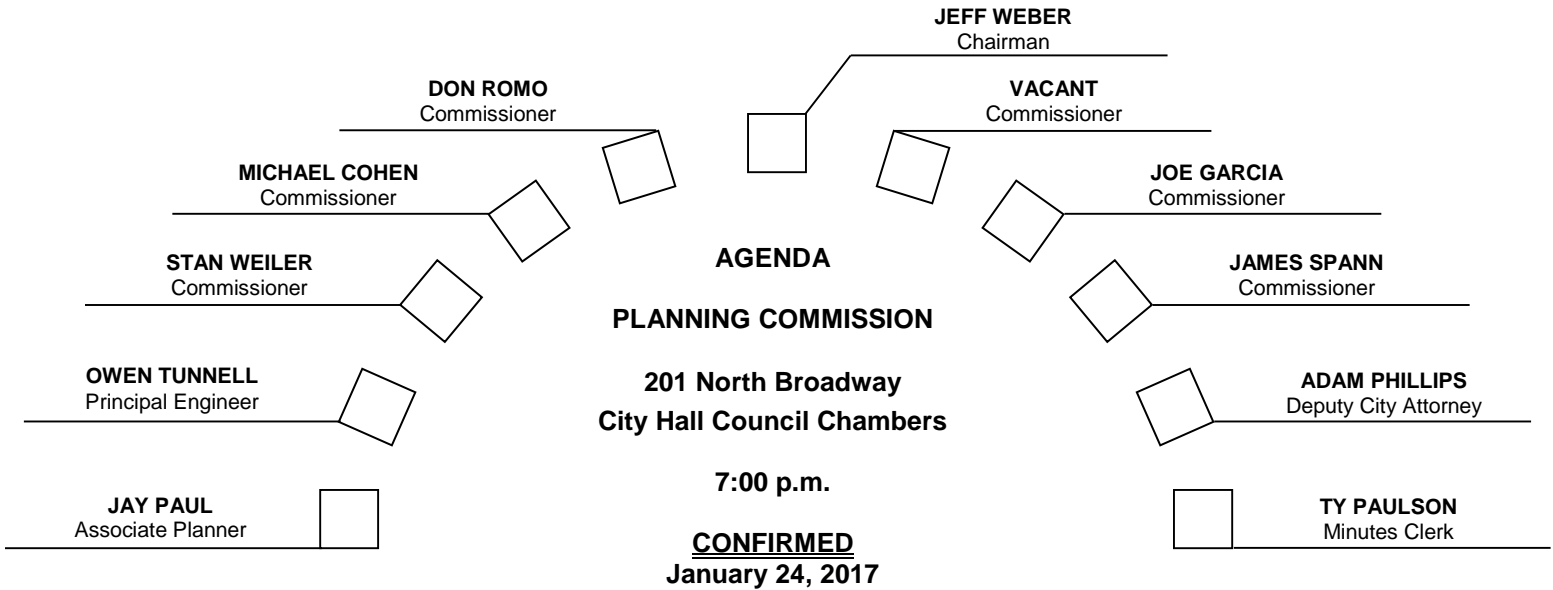 JEFF WEBER
Chairman
DON ROMO
Commissioner
VACANT
Commissioner
MICHAEL COHEN
Commissioner
JOE GARCIA
Commissioner
STAN WEILER
Commissioner
JAMES SPANN
Commissioner
OWEN TUNNELL
Principal Engineer
ADAM PHILLIPS
Deputy City Attorney
JAY PAUL
Associate Planner
TY PAULSON
Minutes Clerk
AGENDA
PLANNING COMMISSION
201 North Broadway
City Hall Council Chambers
7:00 p.m.
CONFIRMED
January 24, 2017